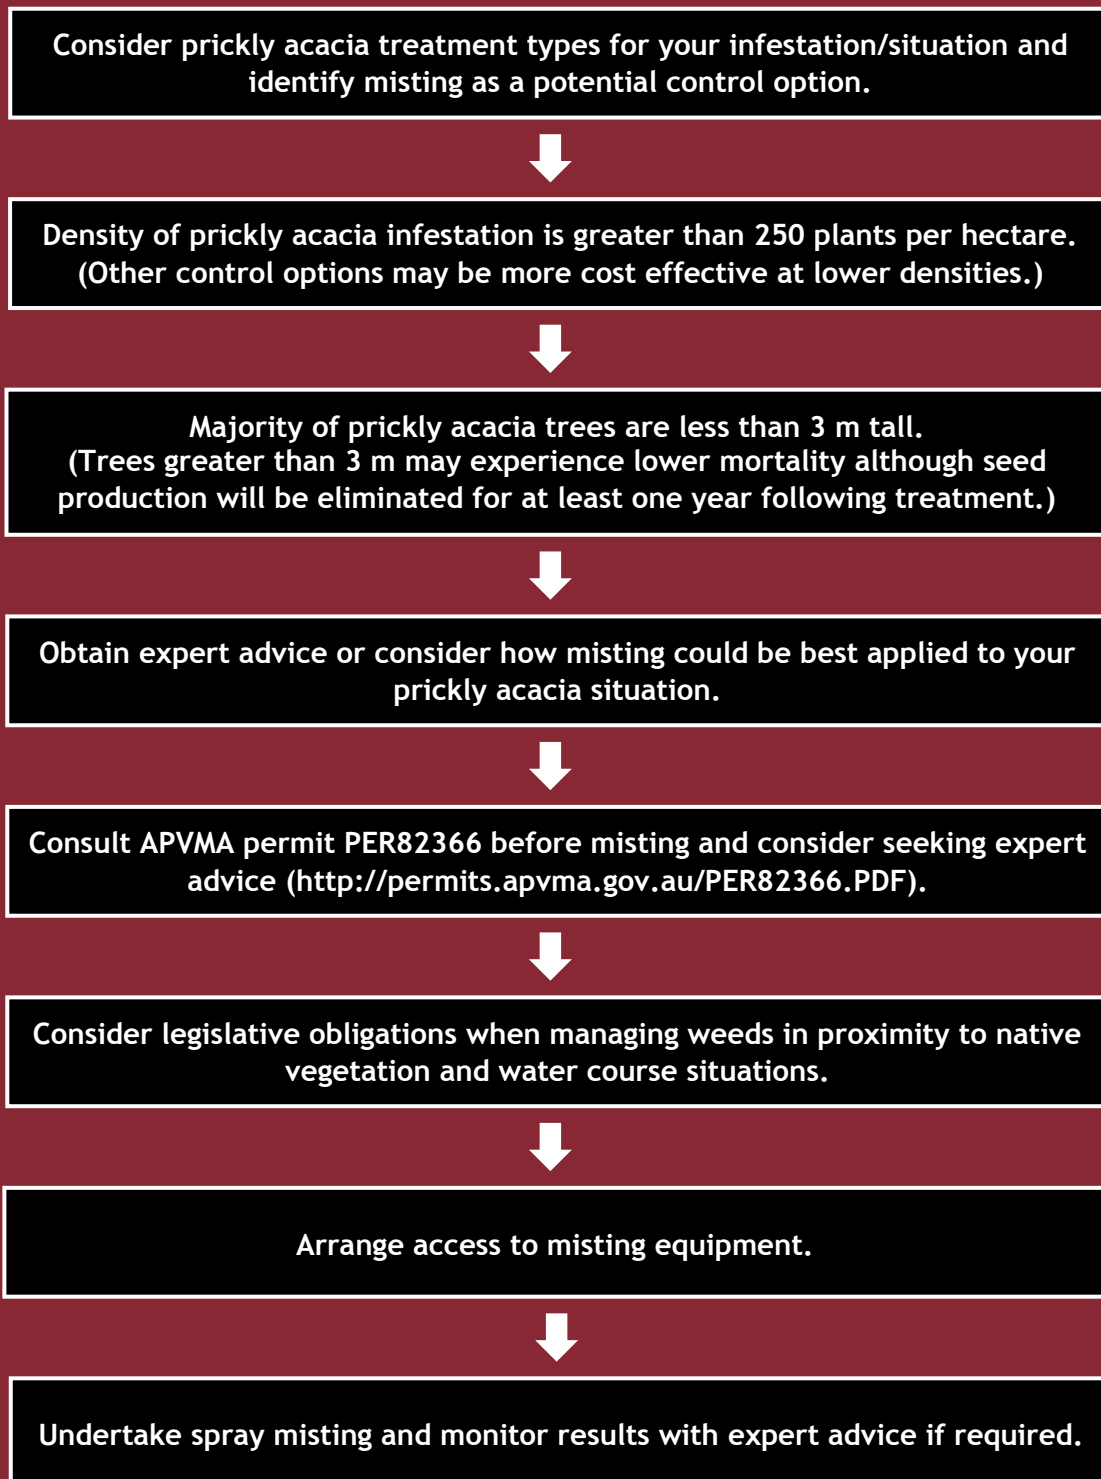 Consider prickly acacia treatment types for your infestation/situation and
identify misting as a potential control option.
Density of prickly acacia infestation is greater than 250 plants per hectare.
(Other control options may be more cost effective at lower densities.)
Majority of prickly acacia trees are less than 3 m tall.
(Trees greater than 3 m may experience lower mortality although seed
production will be eliminated for at least one year following treatment.)
Obtain expert advice or consider how misting could be best applied to your
prickly acacia situation.
Consult APVMA permit PER82366 before misting and consider seeking expert
advice (http://permits.apvma.gov.au/PER82366.PDF).
Consider legislative obligations when managing weeds in proximity to native
vegetation and water course situations.
Arrange access to misting equipment.
Undertake spray misting and monitor results with expert advice if required.